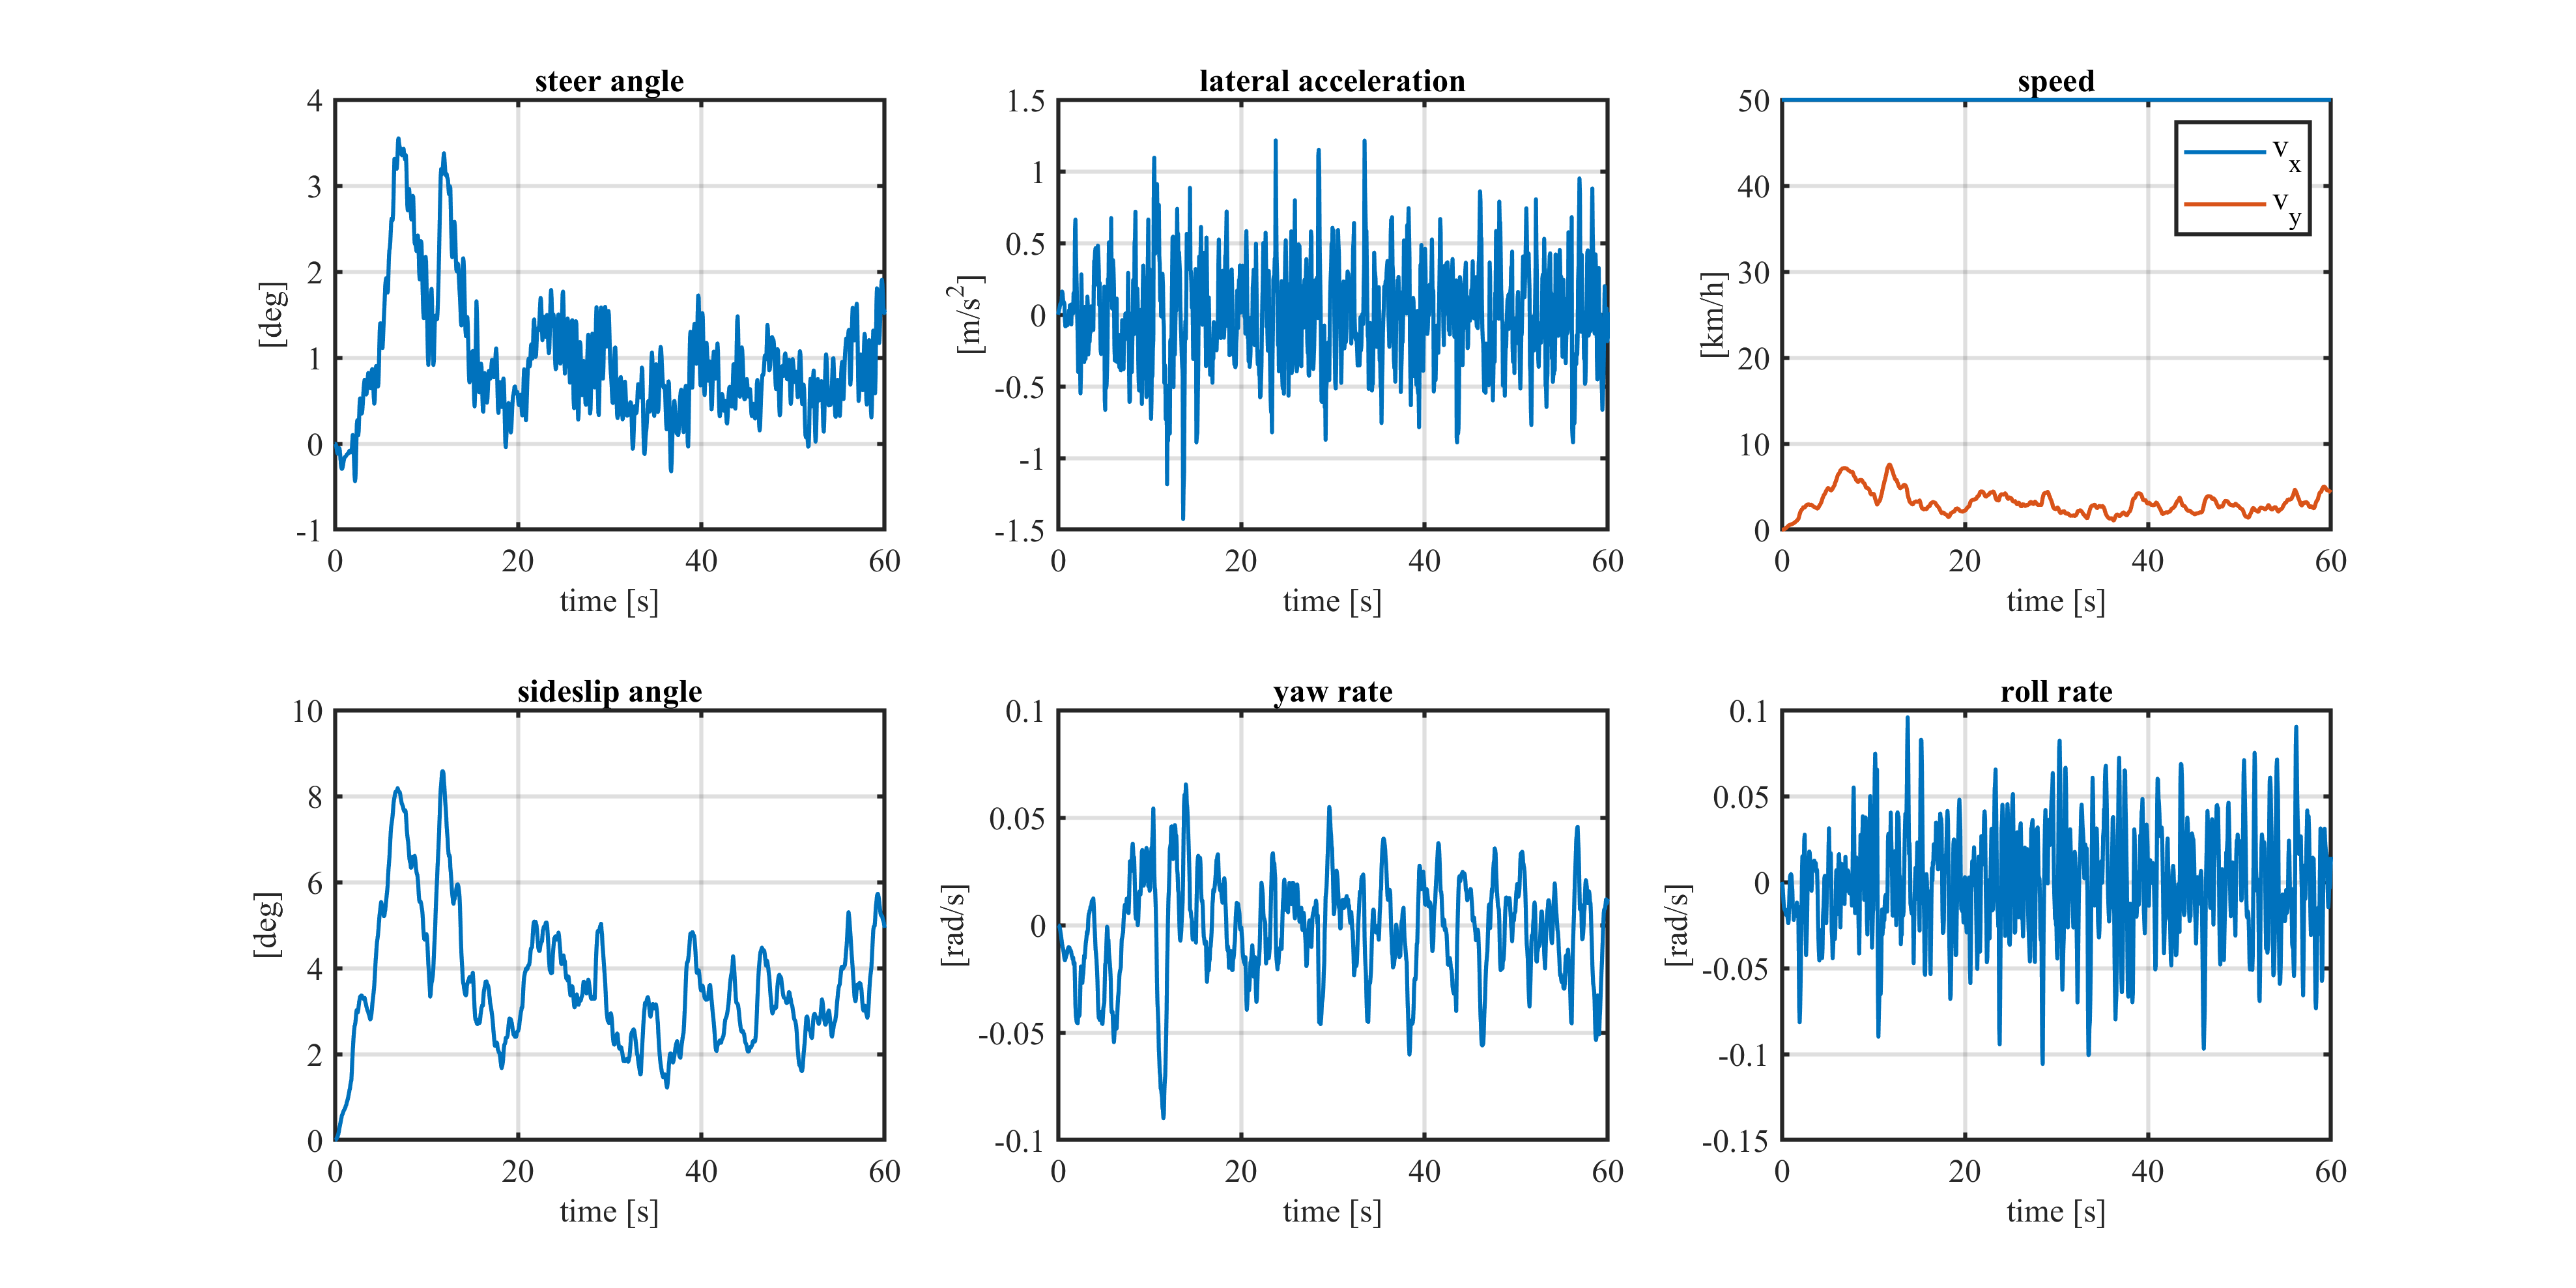 steer angle
4
3
2
1
0
-1
[deg]
0 20 40 60
time [s]
lateral acceleration
1.5
1
0.5
0
-0.5
-1
-1.5
[m/s²]
0 20 40 60
time [s]
speed
50
40
30
20
10
0
[km/h]
v_x
v_y
0 20 40 60
time [s]
sideslip angle
10
8
6
4
2
0
[deg]
0 20 40 60
time [s]
yaw rate
0.1
0.05
0
-0.05
-0.1
[rad/s]
0 20 40 60
time [s]
roll rate
0.1
0.05
0
-0.05
-0.1
-0.15
[rad/s]
0 20 40 60
time [s]